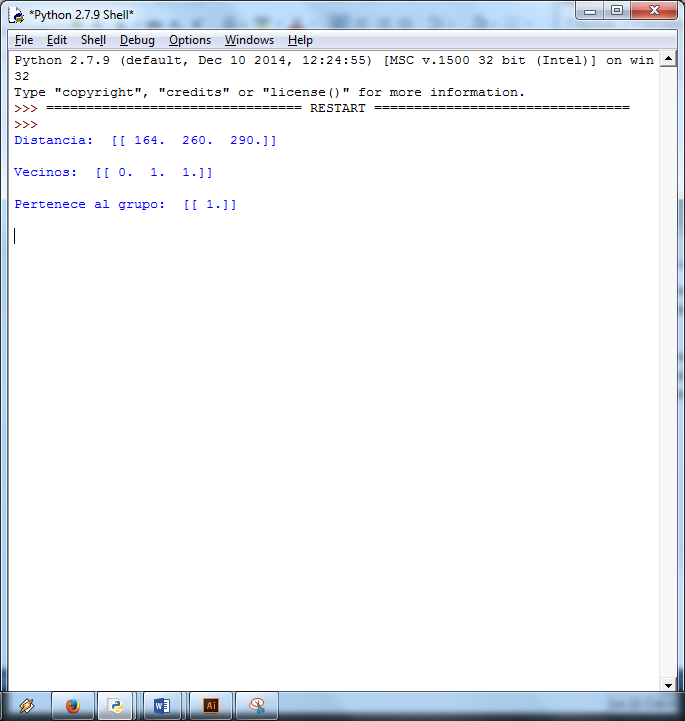 *Python 2.7.9 Shell*
File Edit Shell Debug Options Windows Help
Python 2.7.9 (default, Dec 10 2014, 12:24:55) [MSC v.1500 32 bit (Intel)] on win
32
Type "copyright", "credits" or "license()" for more information.
>>> ================================ RESTART ================================
>>>
Distancia:  [[ 164.  260.  290.]]
Vecinos:  [[ 0.  1.  1.]]
Pertenece al grupo:  [[ 1.]]
W
Ai